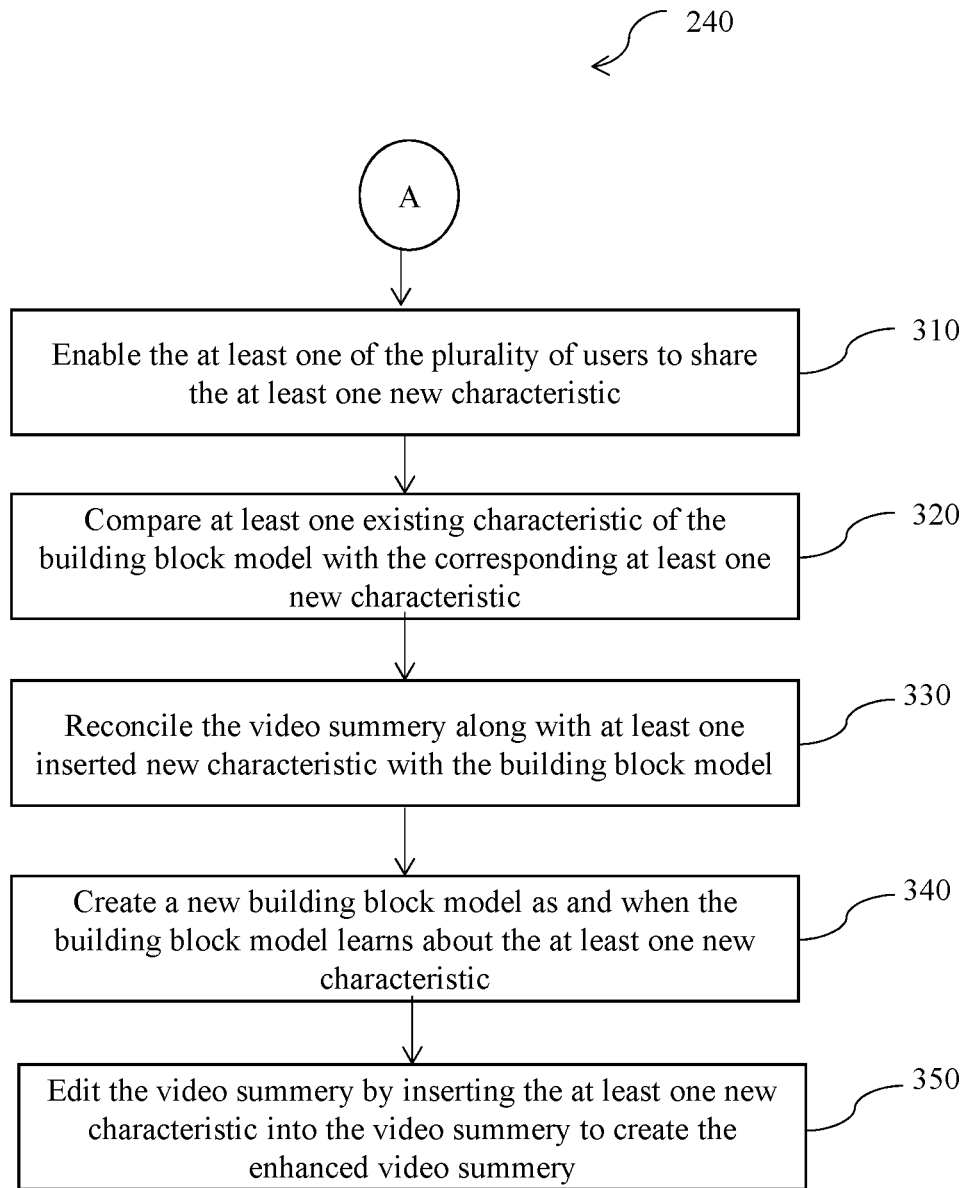 240
A
Enable the at least one of the plurality of users to share
the at least one new characteristic
310
Compare at least one existing characteristic of the
building block model with the corresponding at least one
new characteristic
320
Reconcile the video summery along with at least one
inserted new characteristic with the building block model
330
Create a new building block model as and when the
building block model learns about the at least one new
characteristic
340
Edit the video summery by inserting the at least one new
characteristic into the video summery to create the
enhanced video summery
350